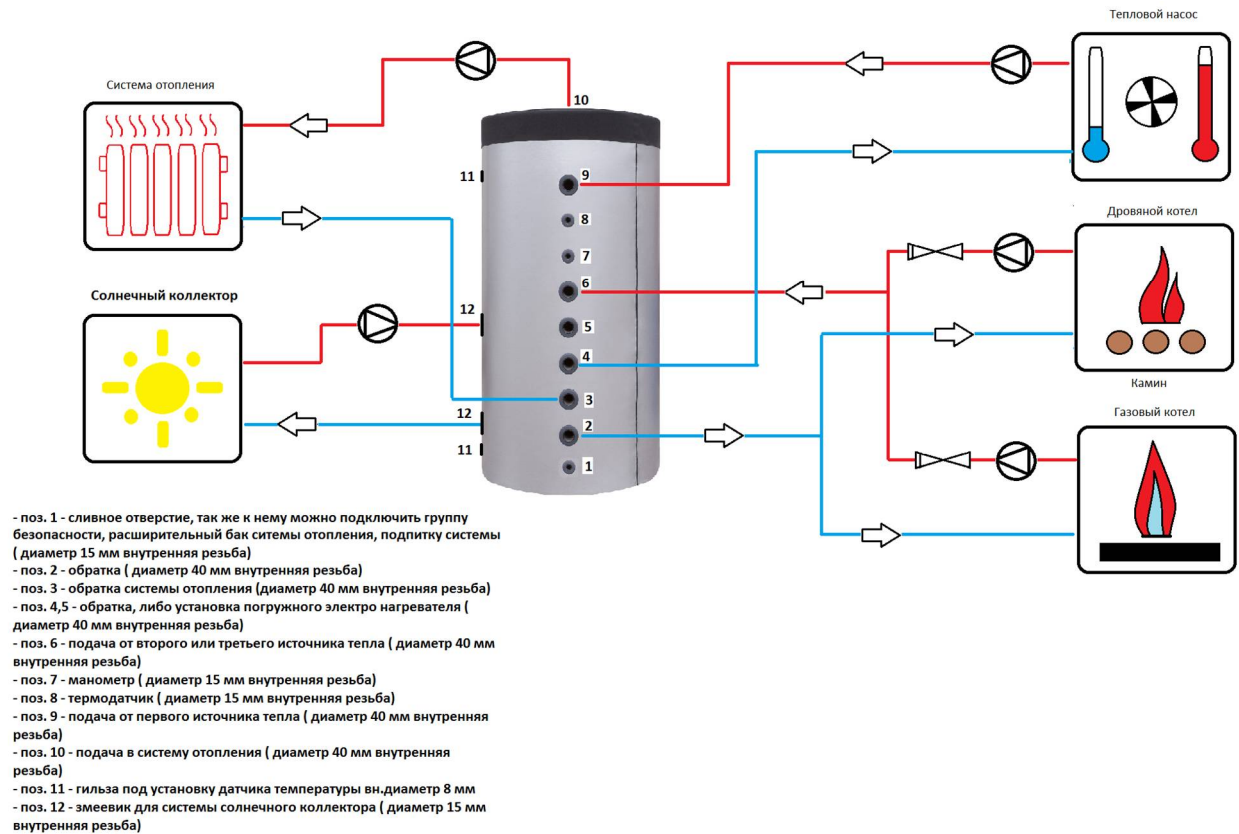 Тепловой насос
Система отопления
10
11
9
8
7
6
12
5
4
3
12
2
11
1
Солнечный коллектор
Дровяной котел
Камин
Газовый котел
- поз. 1 - сливное отверстие, так же к нему можно подключить группу
безопасности, расширительный бак ситемы отопления, подпитку системы
( диаметр 15 мм внутренняя резьба)
- поз. 2 - обратка ( диаметр 40 мм внутренняя резьба)
- поз. 3 - обратка системы отопления (диаметр 40 мм внутренняя резьба)
- поз. 4,5 - обратка, либо установка погружного электро нагревателя (
диаметр 40 мм внутренняя резьба)
- поз. 6 - подача от второго или третьего источника тепла ( диаметр 40 мм
внутренняя резьба)
- поз. 7 - манометр ( диаметр 15 мм внутренняя резьба)
- поз. 8 - термодатчик ( диаметр 15 мм внутренняя резьба)
- поз. 9 - подача от первого источника тепла ( диаметр 40 мм внутренняя
резьба)
- поз. 10 - подача в систему отопления ( диаметр 40 мм внутренняя
резьба)
- поз. 11 - гильза под установку датчика температуры вн.диаметр 8 мм
- поз. 12 - змеевик для системы солнечного коллектора ( диаметр 15 мм
внутренняя резьба)